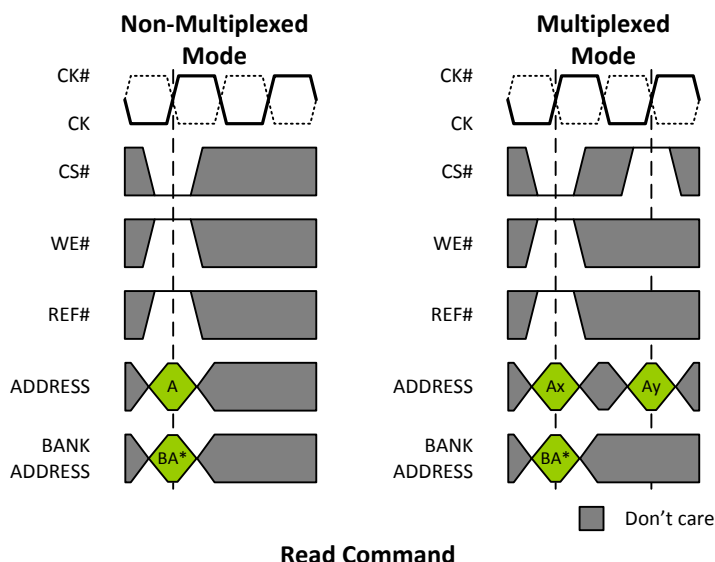 Non-Multiplexed
Mode
CK#
CK
CS#
WE#
REF#
ADDRESS
A
BANK
ADDRESS
BA*
Multiplexed
Mode
CK#
CK
CS#
WE#
REF#
ADDRESS
Ax
Ay
BANK
ADDRESS
BA*
Don't care
Read Command